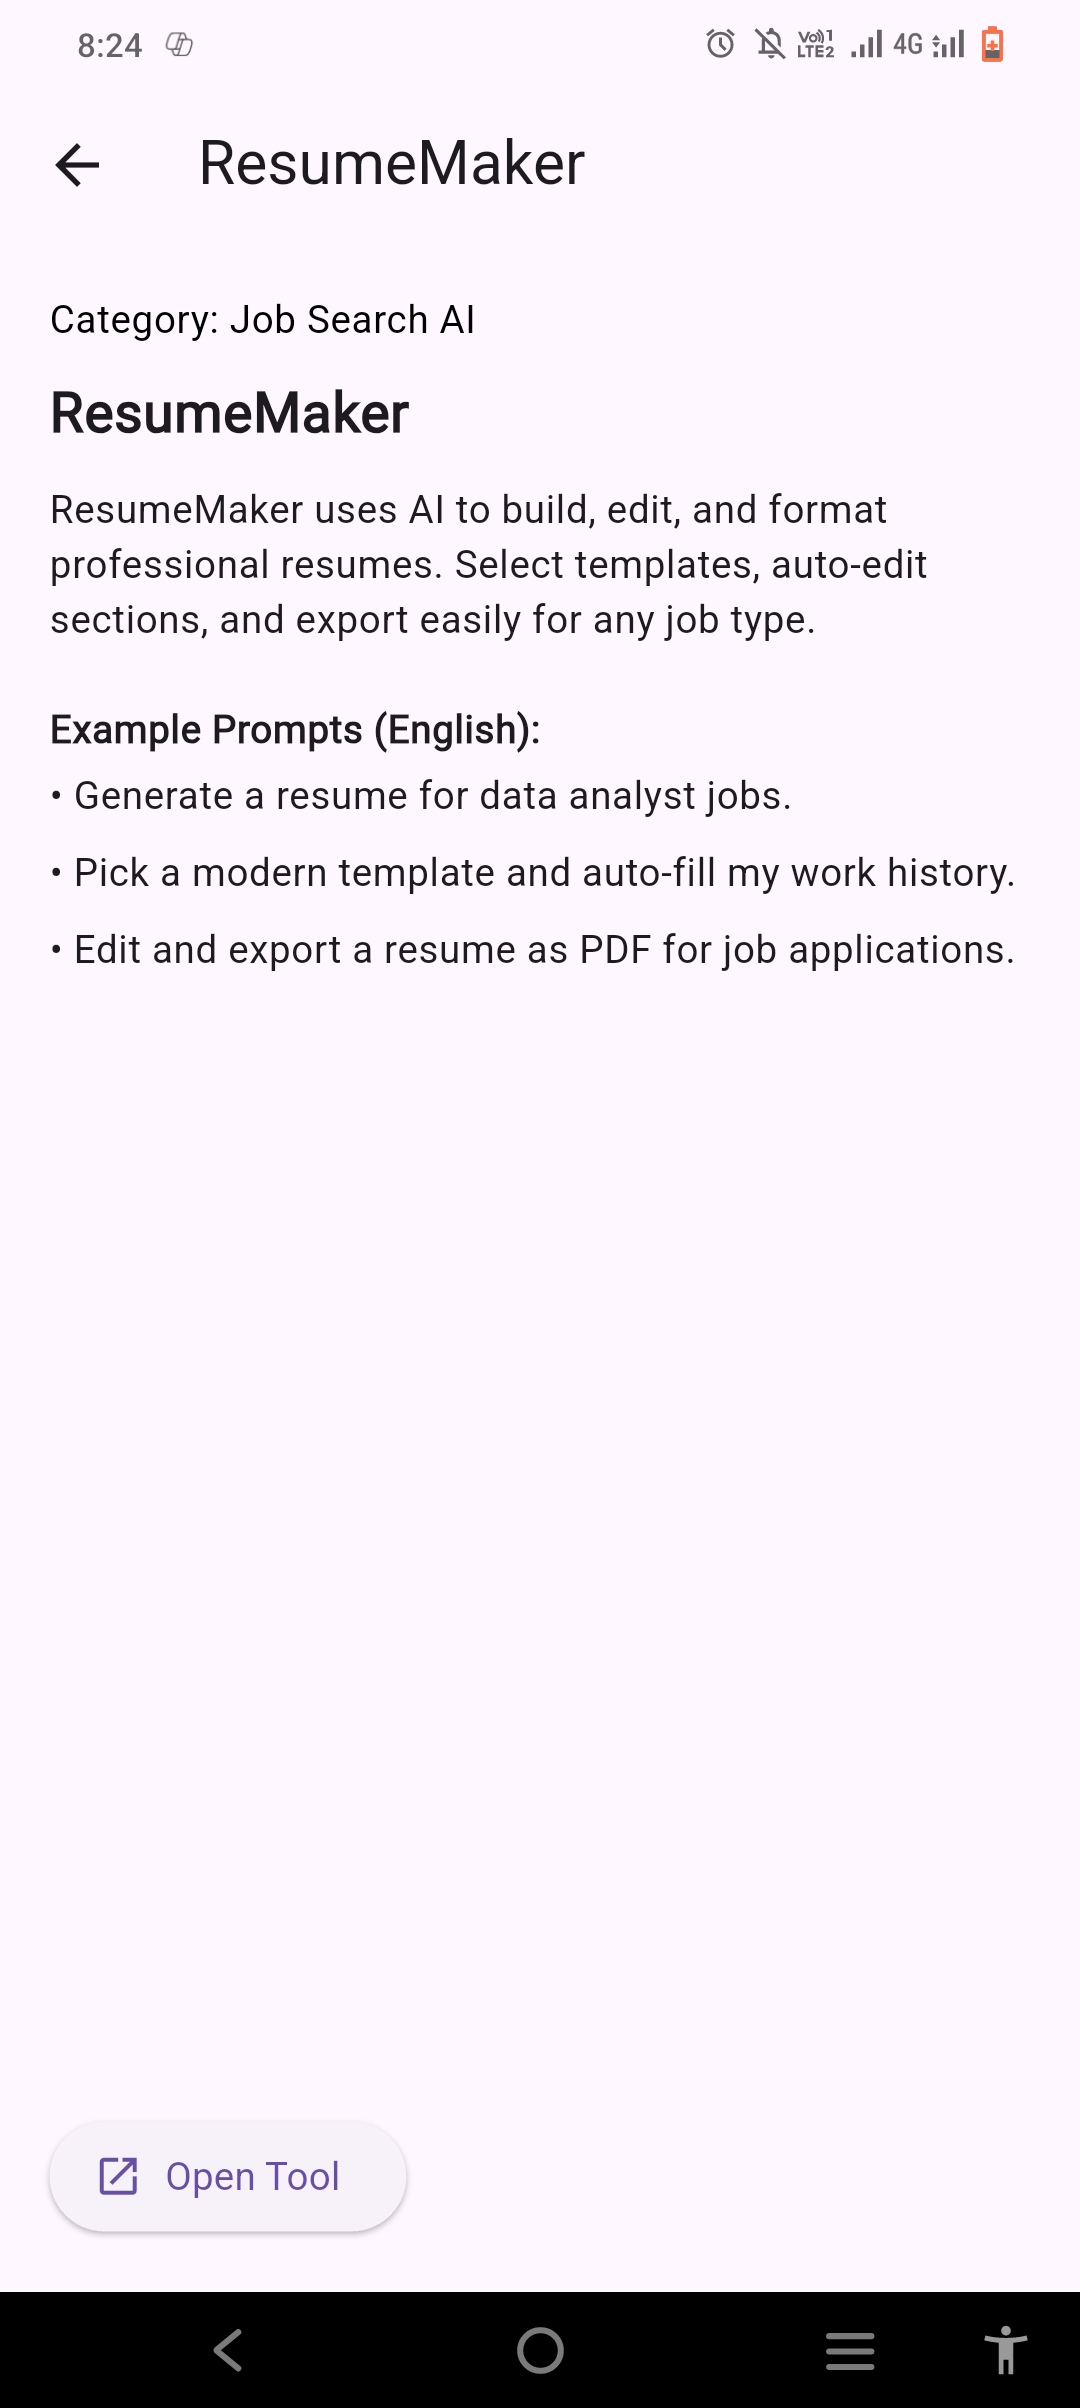 8:24
Vo 1
LTE2
4G
ResumeMaker
Category: Job Search AI
ResumeMaker
ResumeMaker uses AI to build, edit, and format
professional resumes. Select templates, auto-edit
sections, and export easily for any job type.
Example Prompts (English):
• Generate a resume for data analyst jobs.
• Pick a modern template and auto-fill my work history.
• Edit and export a resume as PDF for job applications.
Open Tool